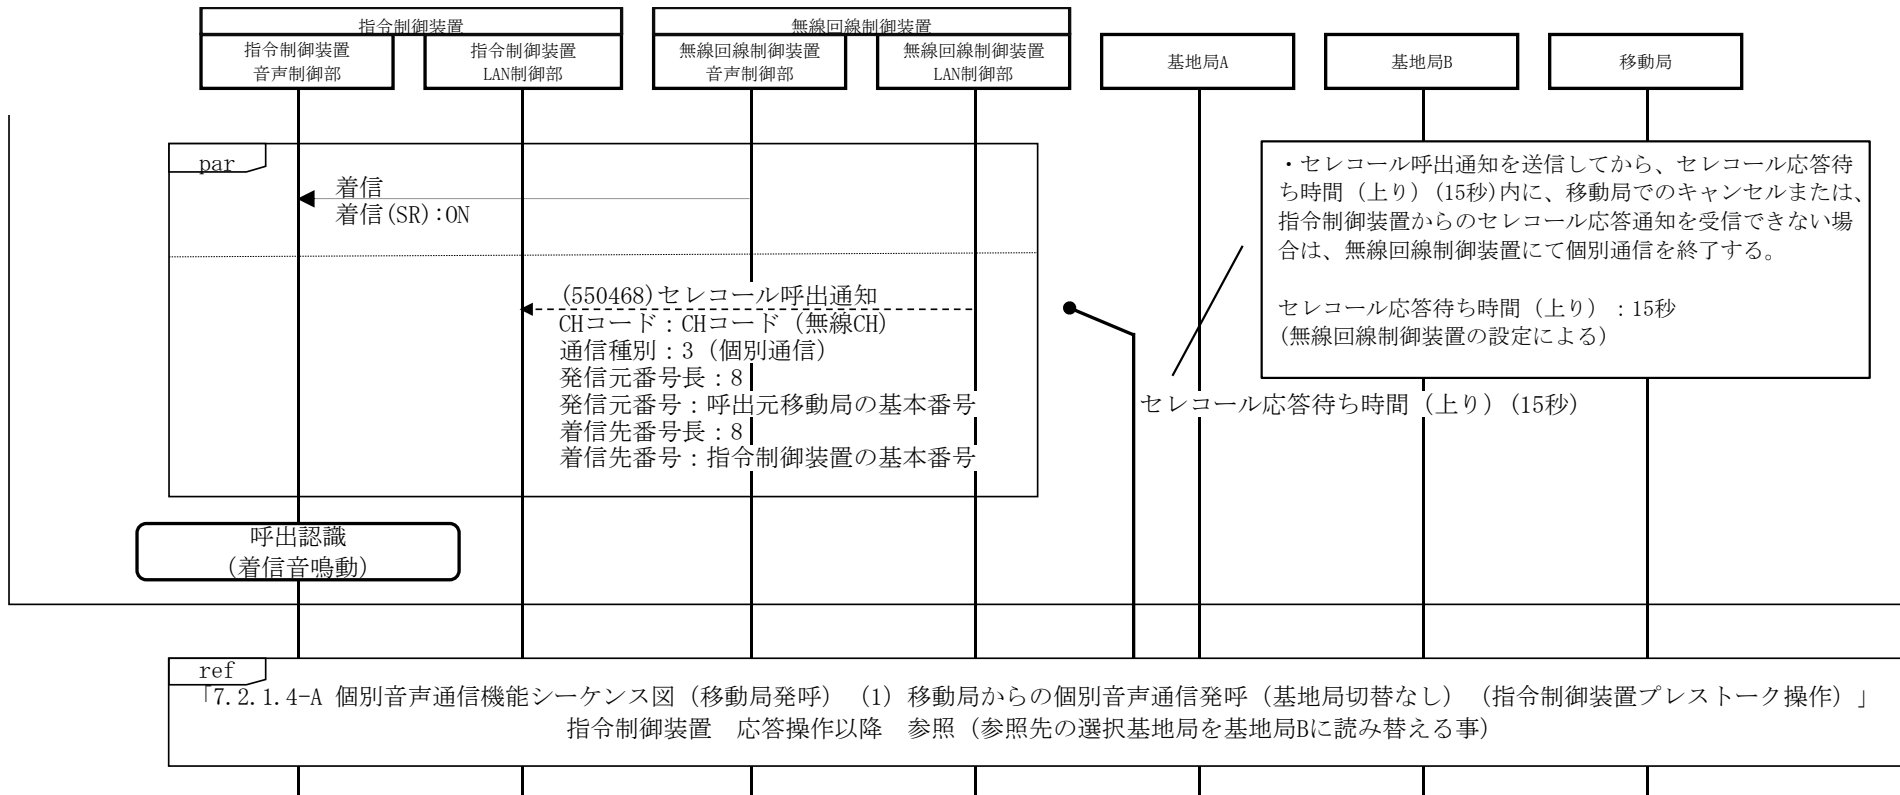 指令制御装置
無線回線制御装置
指令制御装置
音声制御部
指令制御装置
LAN制御部
無線回線制御装置
音声制御部
無線回線制御装置
LAN制御部
基地局A
基地局B
移動局
par
着信
着信(SR):ON
・セレコール呼出通知を送信してから、セレコール応答待
ち時間（上り）(15秒)内に、移動局でのキャンセルまたは、
指令制御装置からのセレコール応答通知を受信できない場
合は、無線回線制御装置にて個別通信を終了する。
セレコール応答待ち時間（上り）：15秒
(無線回線制御装置の設定による)
(550468)セレコール呼出通知
CHコード：CHコード（無線CH）
通信種別：3（個別通信）
発信元番号長：8
発信元番号：呼出元移動局の基本番号
着信先番号長：8
着信先番号：指令制御装置の基本番号
セレコール応答待ち時間（上り）(15秒)
呼出認識
（着信音鳴動）
ref
「7.2.1.4-A 個別音声通信機能シーケンス図（移動局発呼）（1）移動局からの個別音声通信発呼（基地局切替なし）（指令制御装置プレストーク操作）」
指令制御装置　応答操作以降　参照（参照先の選択基地局を基地局Bに読み替える事）